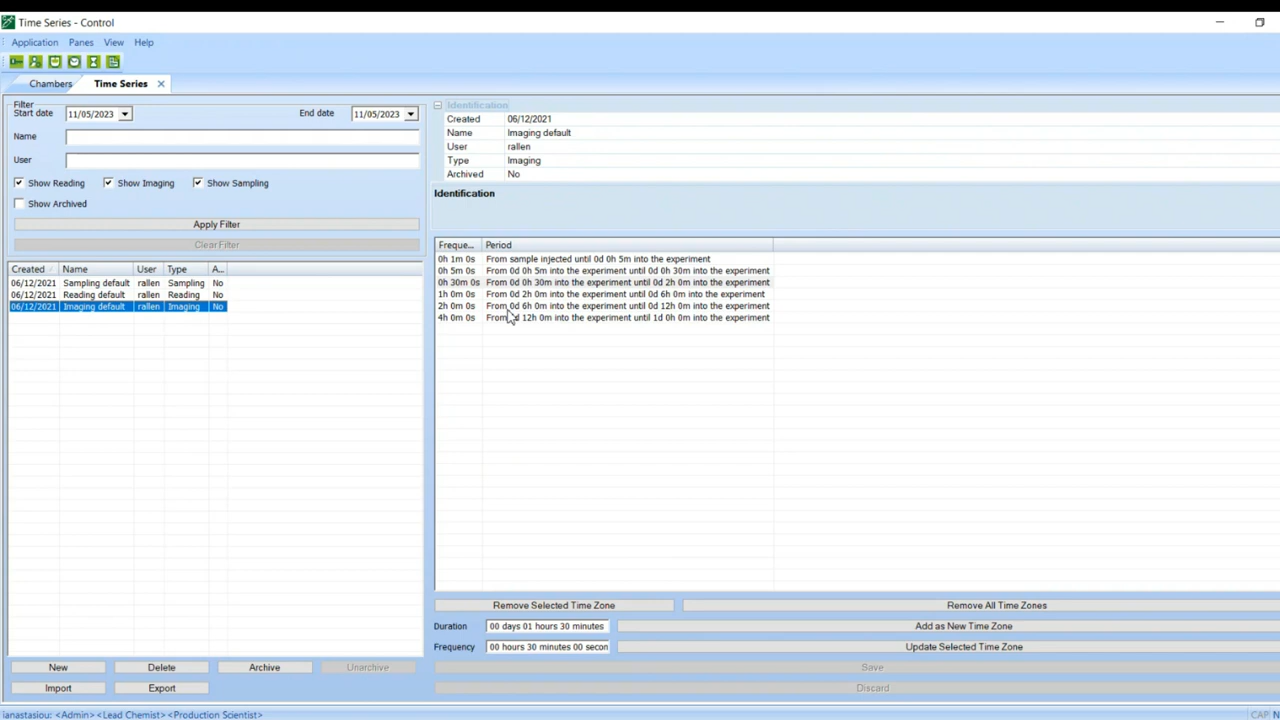 Time Series - Control
Application Panes View Help
Chambers Time Series
Filter
Start date 11/05/2023 End date 11/05/2023
Name
User
Show Reading Show Imaging Show Sampling
Show Archived
Apply Filter
Clear Filter
Created Name User Type A...
06/12/2021 Sampling default rallen Sampling No
06/12/2021 Reading default rallen Reading No
06/12/2021 Imaging default rallen Imaging No
New Delete Archive Unarchive
Import Export
Identification
Created 06/12/2021
Name Imaging default
User rallen
Type Imaging
Archived No
Identification
Freque... Period
0h 1m 0s From sample injected until 0d 0h 5m into the experiment
0h 5m 0s From 0d 0h 5m into the experiment until 0d 0h 30m into the experiment
0h 30m 0s From 0d 0h 30m into the experiment until 0d 2h 0m into the experiment
1h 0m 0s From 0d 2h 0m into the experiment until 0d 6h 0m into the experiment
2h 0m 0s From 0d 6h 0m into the experiment until 0d 12h 0m into the experiment
4h 0m 0s From 0d 12h 0m into the experiment until 1d 0h 0m into the experiment
Remove Selected Time Zone Remove All Time Zones
Duration 00 days 01 hours 30 minutes Add as New Time Zone
Frequency 00 hours 30 minutes 00 secon Update Selected Time Zone
Save
Discard
ianastasiou: <Admin> <Lead Chemist> <Production Scientist> CAP N